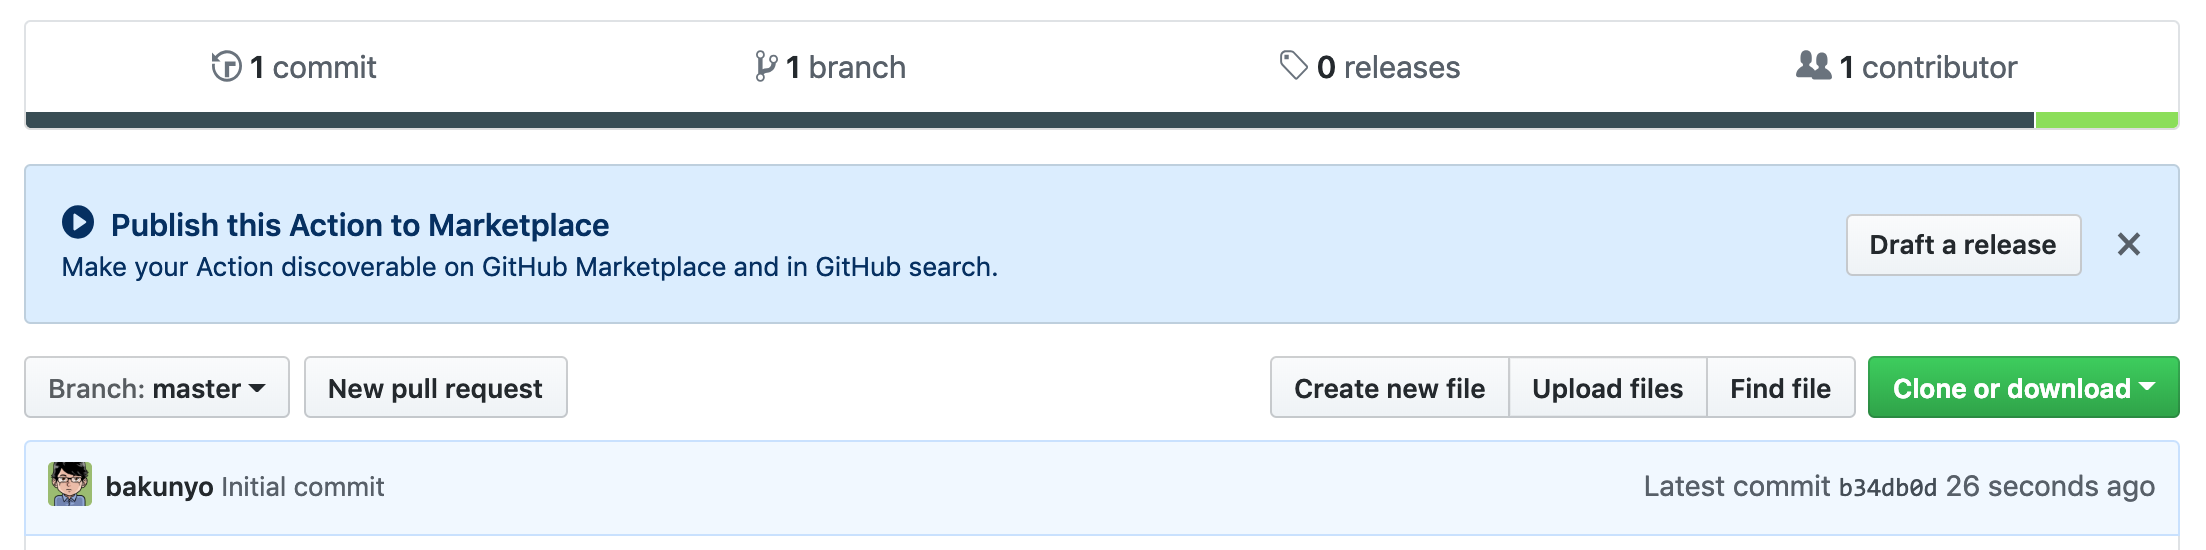 1 commit
1 branch
0 releases
1 contributor
Publish this Action to Marketplace
Make your Action discoverable on GitHub Marketplace and in GitHub search.
Draft a release
Branch: master
New pull request
Create new file
Upload files
Find file
Clone or download
bakunyo Initial commit
Latest commit b34db0d 26 seconds ago